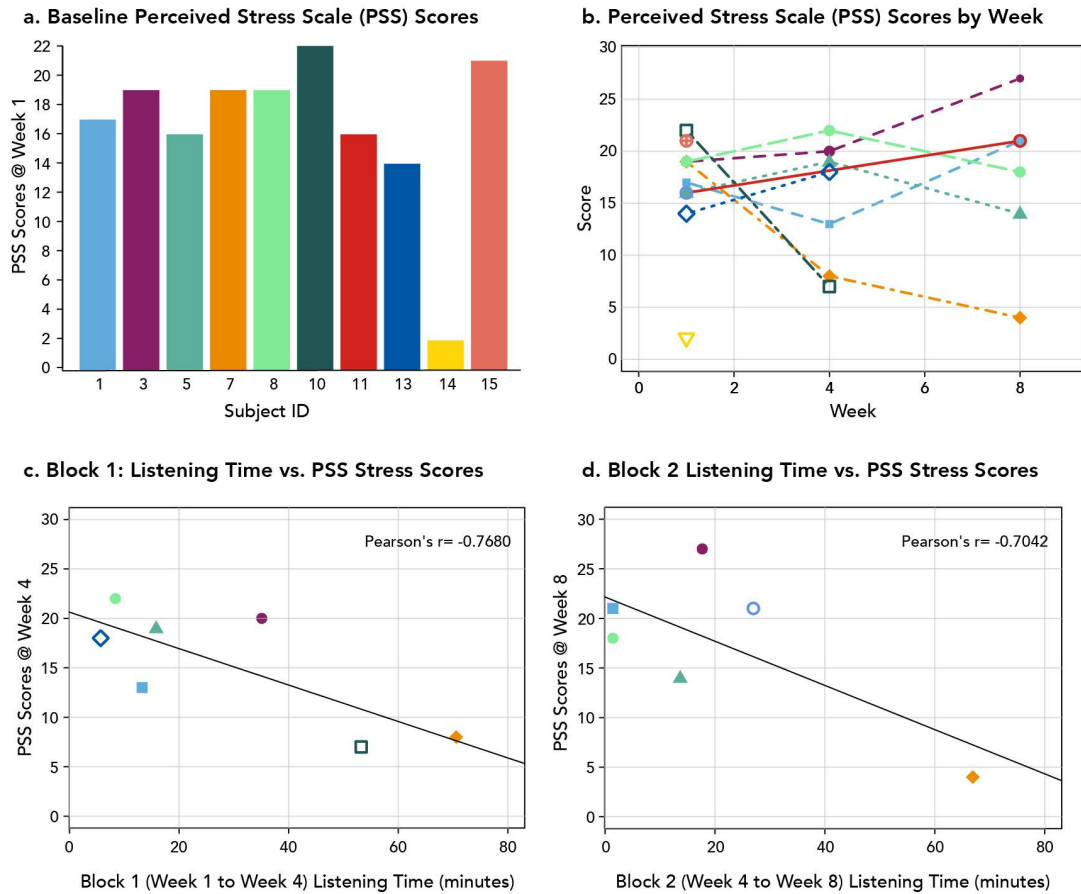 a. Baseline Perceived Stress Scale (PSS) Scores
PSS Scores @ Week 1
22
20
18
16
14
12
10
8
6
4
2
0
1 3 5 7 8 10 11 13 14 15
Subject ID
b. Perceived Stress Scale (PSS) Scores by Week
Score
30
25
20
15
10
5
0
0 2 4 6 8
Week
c. Block 1: Listening Time vs. PSS Stress Scores
Pearson's r= -0.7680
PSS Scores @ Week 4
30
25
20
15
10
5
0
0 20 40 60 80
Block 1 (Week 1 to Week 4) Listening Time (minutes)
d. Block 2 Listening Time vs. PSS Stress Scores
Pearson's r= -0.7042
PSS Scores @ Week 8
30
25
20
15
10
5
0
0 20 40 60 80
Block 2 (Week 4 to Week 8) Listening Time (minutes)